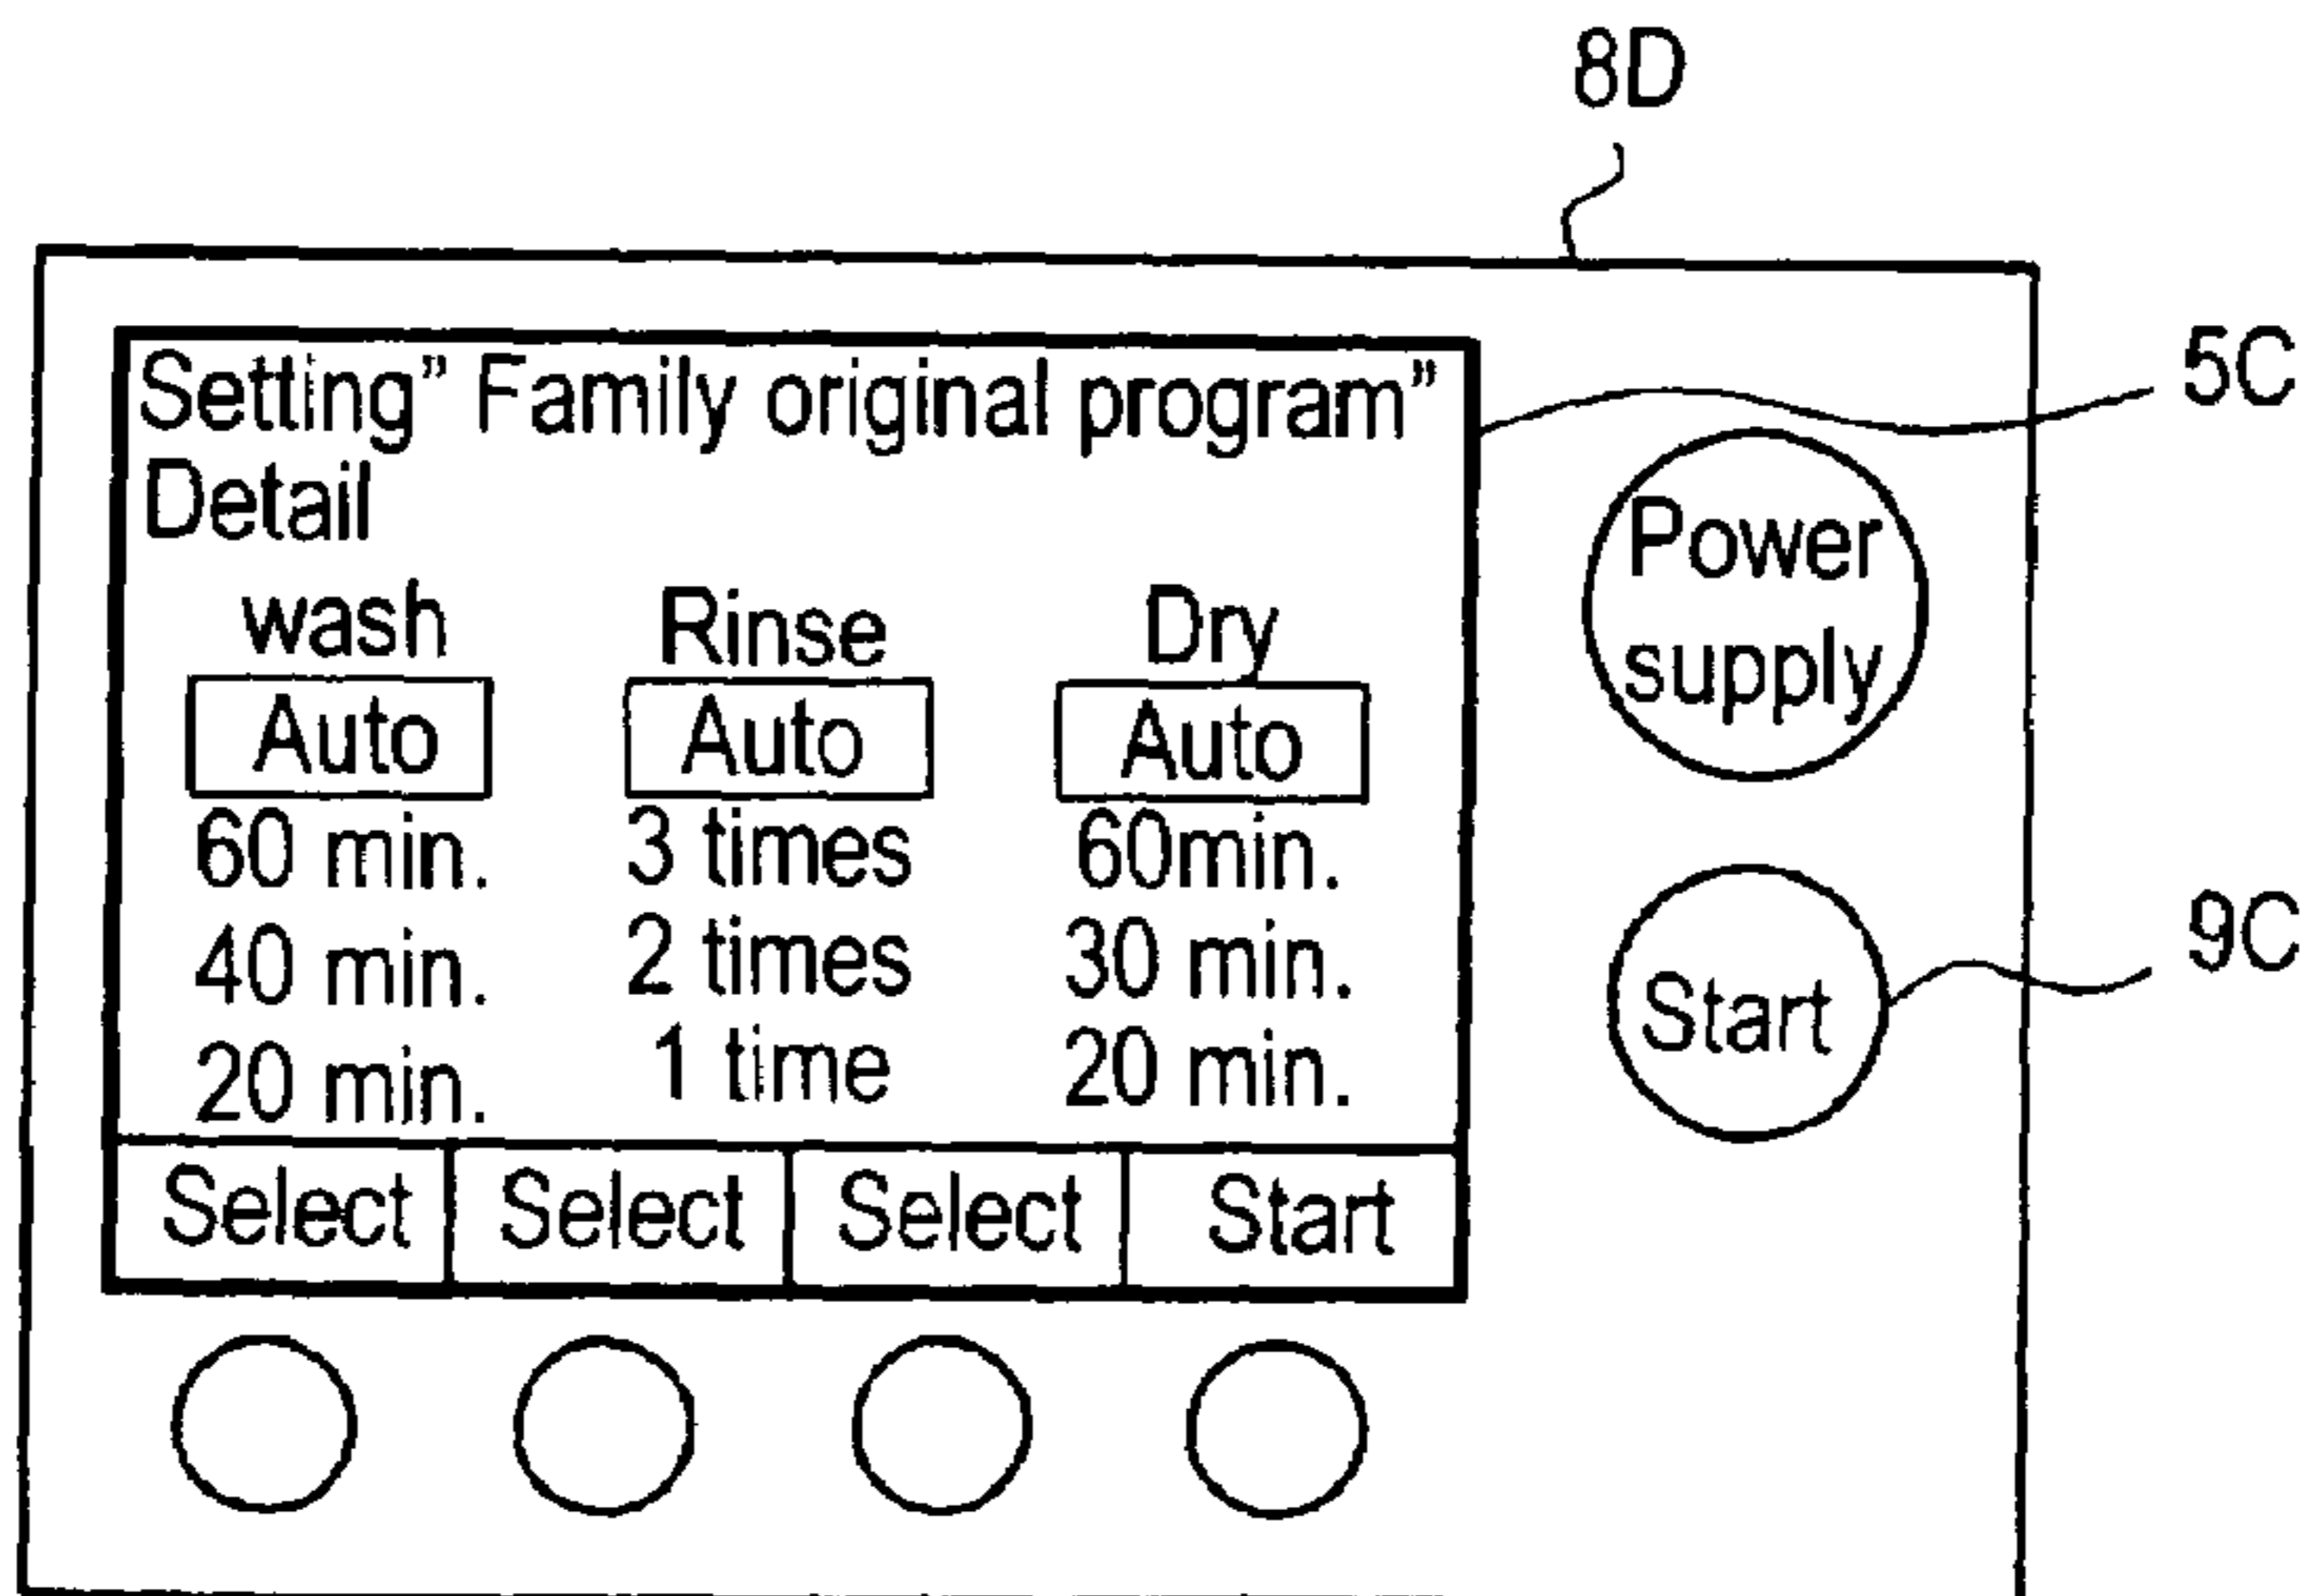 8D
5C
Setting” Family original program”
Detail
wash Rinse Dry
Auto Auto Auto
60 min. 3 times 60min.
40 min. 2 times 30 min.
20 min. 1 time 20 min.
Select Select Select Start
Power
supply
Start
9C